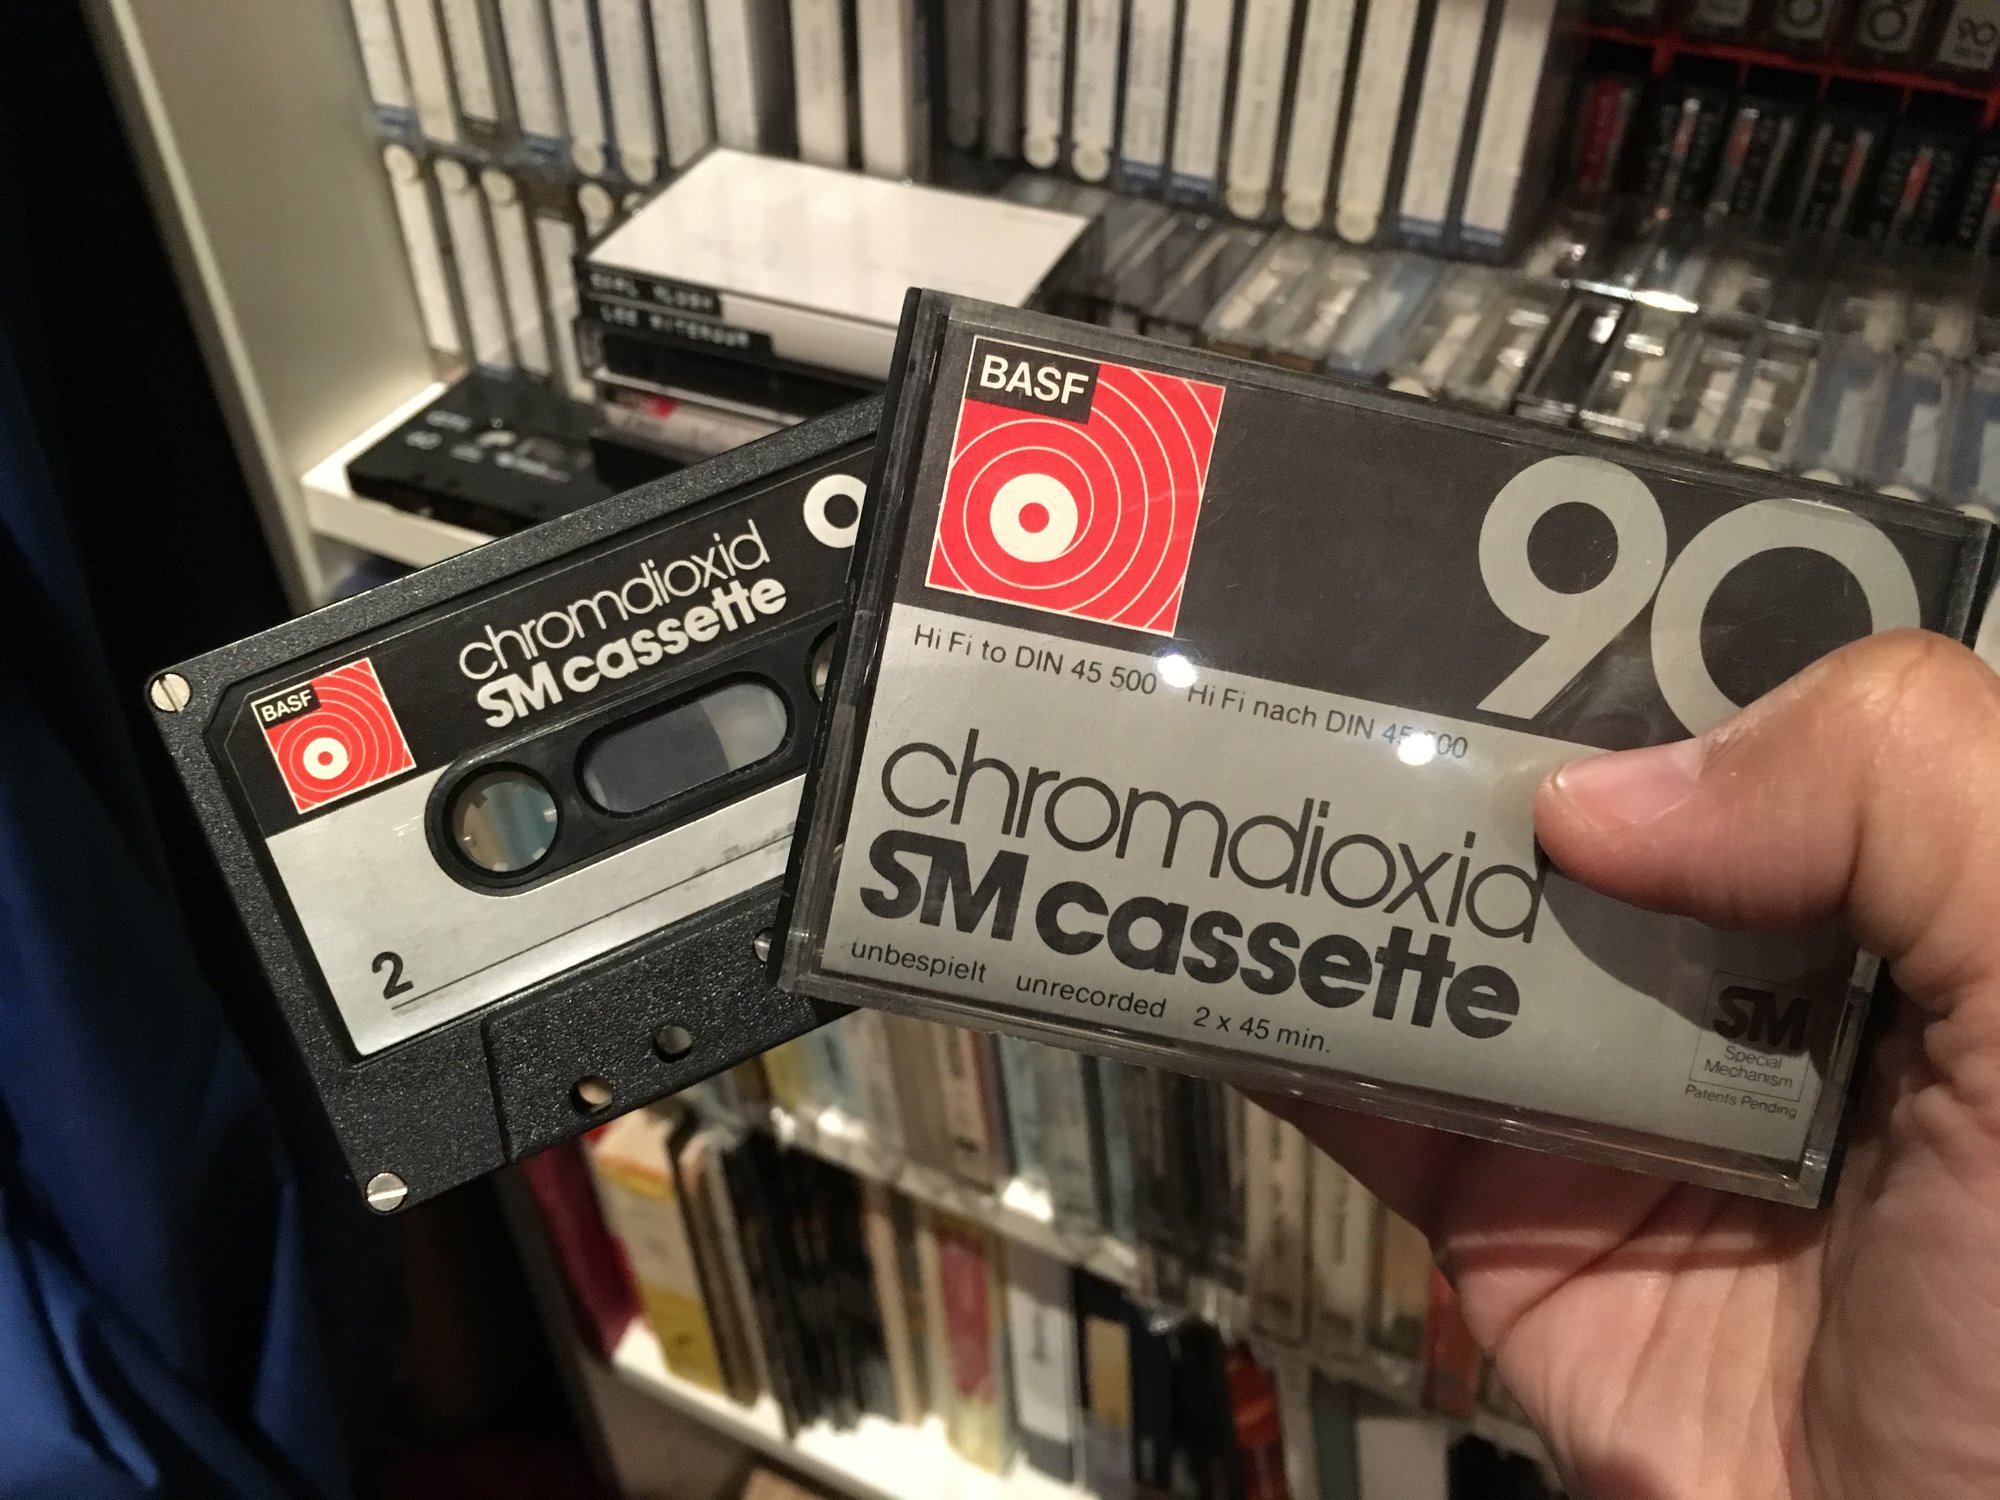 BASF
90
Hi Fi to DIN 45 500 Hi Fi nach DIN 45 500
chromdioxid
SM cassette
unbespielt unrecorded 2 x 45 min.
SM
Special
Mechanism
Patents Pending
BASF
chromdioxid
SM cassette
2